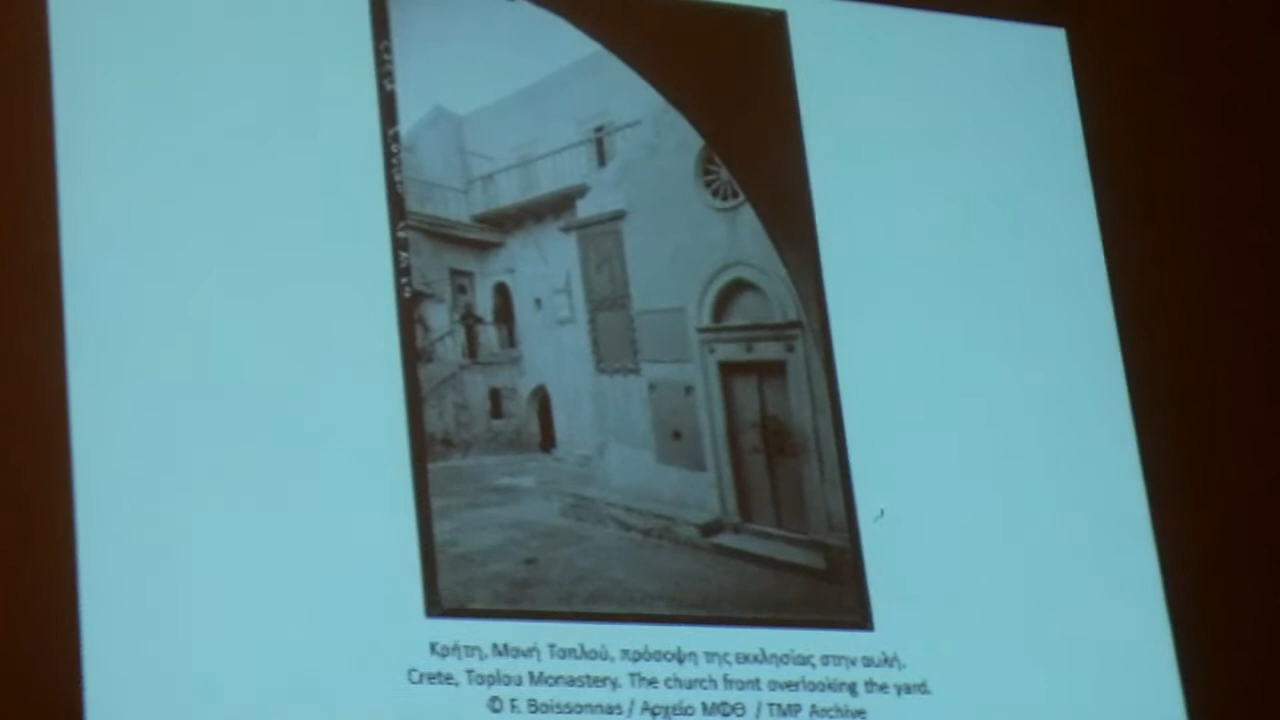 Κρήτη, Μονή Τοπλού, πρόσοψη της εκκλησίας στην αυλή.
Crete, Toplou Monastery. The church front overlooking the yard.
© F. Boissonnas / Αρχείο ΜΦΘ / TMP Archive